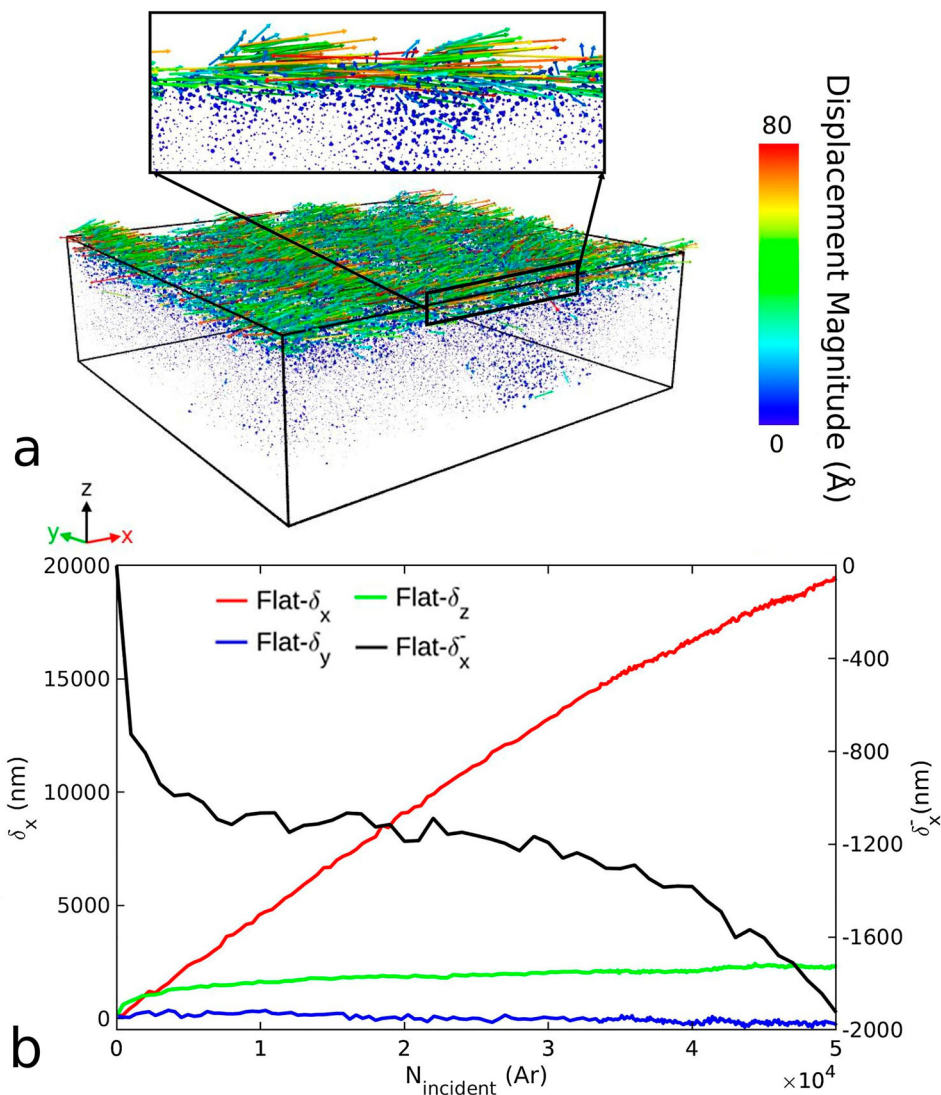 80
Displacement Magnitude (Å)
0
a
z
y
x
20000
15000
10000
5000
0
δx (nm)
Flat-δx
Flat-δy
Flat-δz
Flat-δx-
0
-400
-800
-1200
-1600
-2000
δx- (nm)
b
0
1
2
3
4
5
×10⁴
Nincident (Ar)